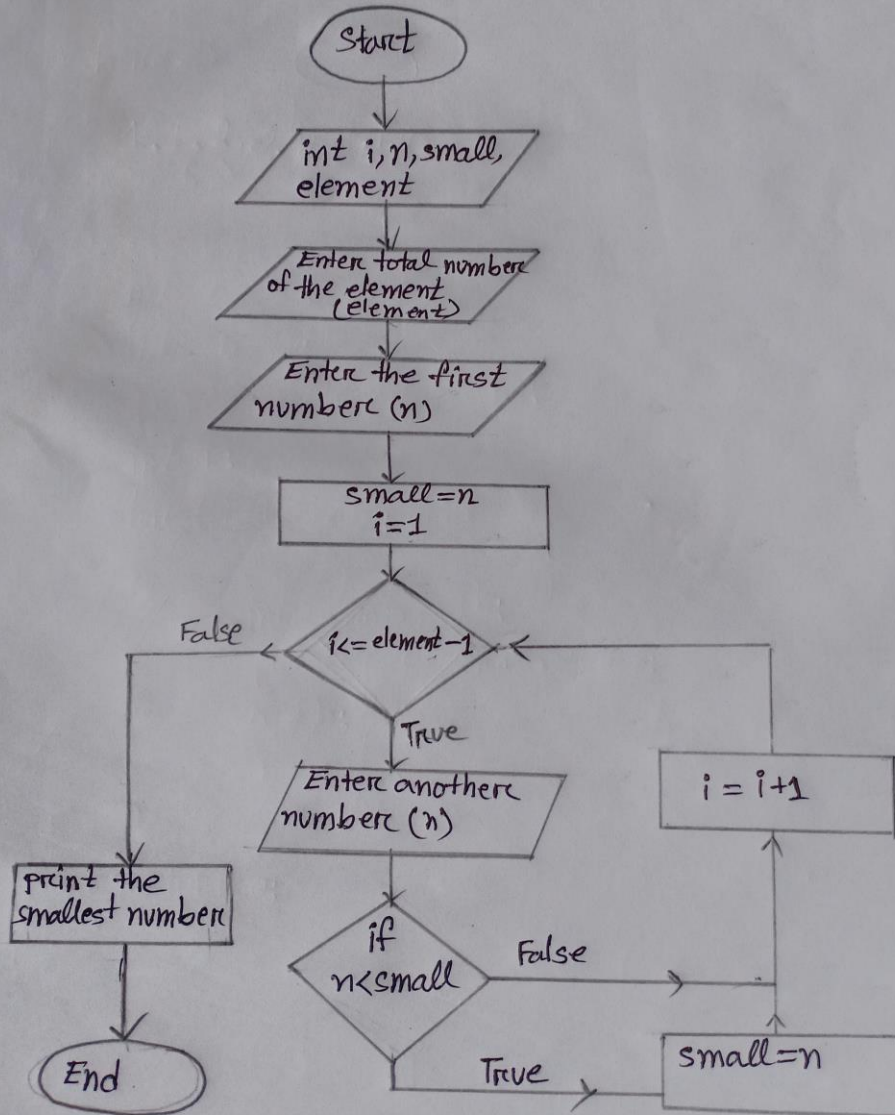 Start
int i, n, small,
element
Enter total number
of the element
(element)
Enter the first
number (n)
small=n
i=1
i<=element-1
False
True
Enter another
number (n)
i = i+1
print the
smallest number
if
n<small
False
True
small=n
End